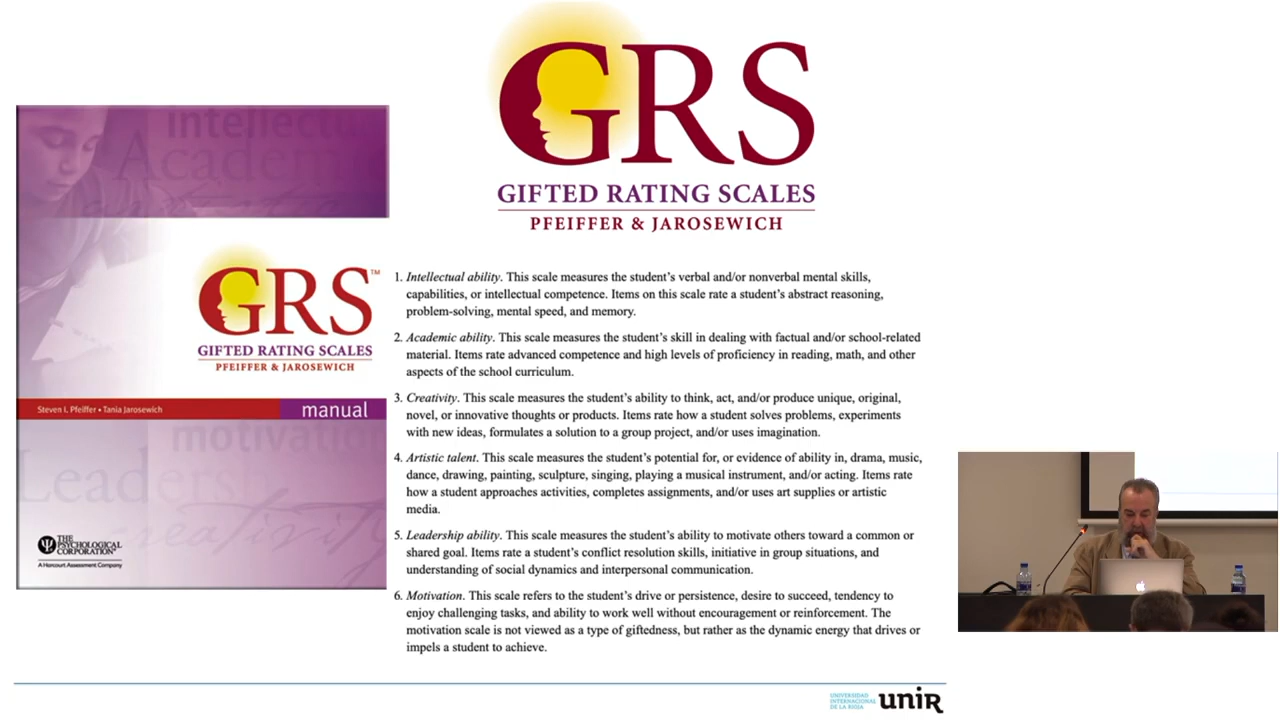 GRS
GIFTED RATING SCALES
PFEIFFER & JAROSEWICH
intellectu
Academ
GRS™
GIFTED RATING SCALES
PFEIFFER & JAROSEWICH
Steven I. Pfeiffer • Tania Jarosewich
manual
motivation
Leadersh
creativity
THE
PSYCHOLOGICAL
CORPORATION
A Harcourt Assessment Company
1. Intellectual ability. This scale measures the student's verbal and/or nonverbal mental skills,
capabilities, or intellectual competence. Items on this scale rate a student's abstract reasoning,
problem-solving, mental speed, and memory.
2. Academic ability. This scale measures the student's skill in dealing with factual and/or school-related
material. Items rate advanced competence and high levels of proficiency in reading, math, and other
aspects of the school curriculum.
3. Creativity. This scale measures the student's ability to think, act, and/or produce unique, original,
novel, or innovative thoughts or products. Items rate how a student solves problems, experiments
with new ideas, formulates a solution to a group project, and/or uses imagination.
4. Artistic talent. This scale measures the student's potential for, or evidence of ability in, drama, music,
dance, drawing, painting, sculpture, singing, playing a musical instrument, and/or acting. Items rate
how a student approaches activities, completes assignments, and/or uses art supplies or artistic
media.
5. Leadership ability. This scale measures the student's ability to motivate others toward a common or
shared goal. Items rate a student's conflict resolution skills, initiative in group situations, and
understanding of social dynamics and interpersonal communication.
6. Motivation. This scale refers to the student's drive or persistence, desire to succeed, tendency to
enjoy challenging tasks, and ability to work well without encouragement or reinforcement. The
motivation scale is not viewed as a type of giftedness, but rather as the dynamic energy that drives or
impels a student to achieve.
UNIVERSIDAD
INTERNACIONAL
DE LA RIOJA
unir